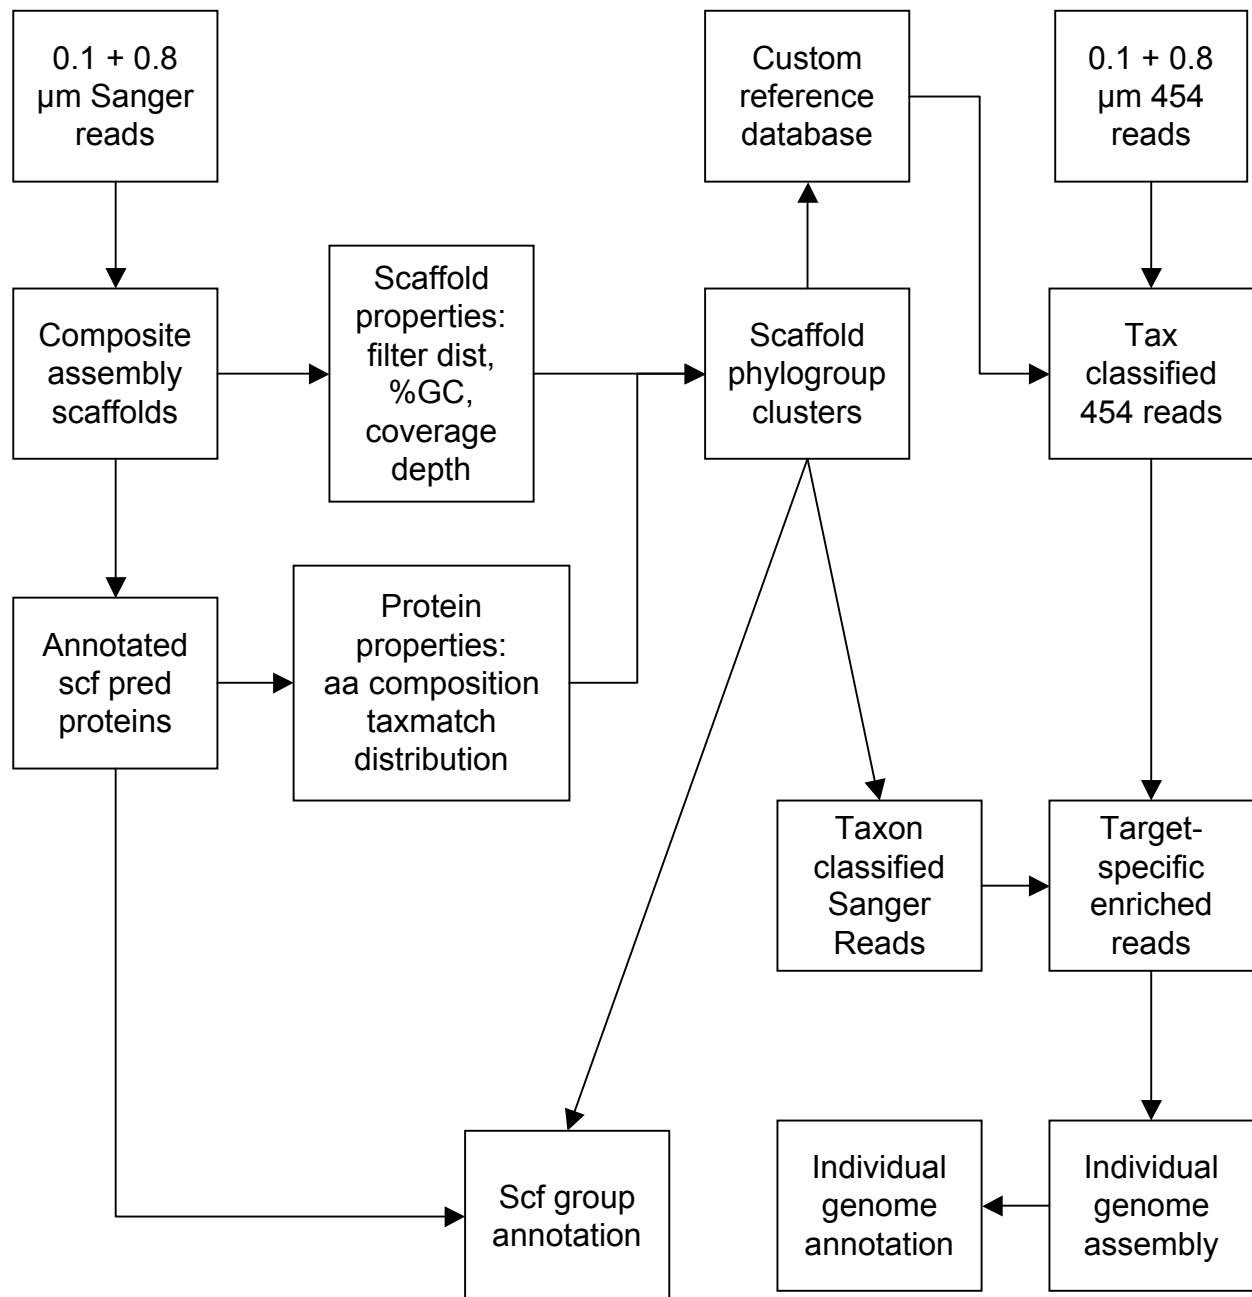 0.1 + 0.8
µm Sanger
reads
Custom
reference
database
0.1 + 0.8
µm 454
reads
Composite
assembly
scaffolds
Scaffold
properties:
filter dist,
%GC,
coverage
depth
Scaffold
phylogroup
clusters
Tax
classified
454 reads
Annotated
scf pred
proteins
Protein
properties:
aa composition
taxmatch
distribution
Taxon
classified
Sanger
Reads
Target-
specific
enriched
reads
Scf group
annotation
Individual
genome
annotation
Individual
genome
assembly